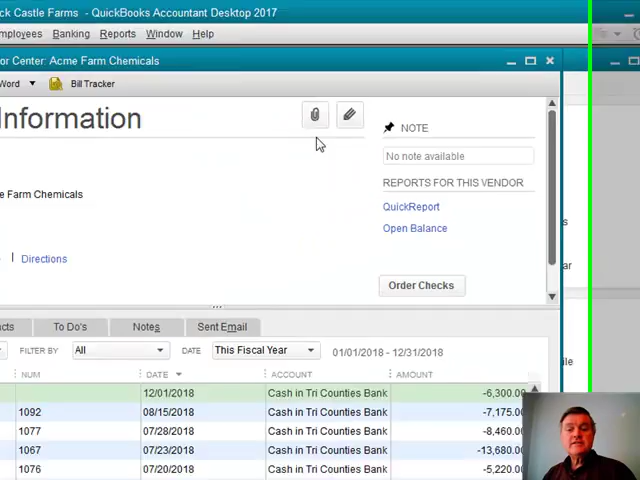 ck Castle Farms - QuickBooks Accountant Desktop 2017
mployees Banking Reports Window Help
or Center: Acme Farm Chemicals
Word Bill Tracker
Information
NOTE
No note available
REPORTS FOR THIS VENDOR
e Farm Chemicals
QuickReport
Open Balance
Directions
Order Checks
cts To Do's Notes Sent Email
FILTER BY All DATE This Fiscal Year 01/01/2018 - 12/31/2018
NUM DATE ACCOUNT AMOUNT
12/01/2018 Cash in Tri Counties Bank -6,300.00
1092 08/15/2018 Cash in Tri Counties Bank -7,175.00
1077 07/28/2018 Cash in Tri Counties Bank -8,460.00
1067 07/23/2018 Cash in Tri Counties Bank -13,680.00
1076 07/20/2018 Cash in Tri Counties Bank -5,220.00
s
ar
ile